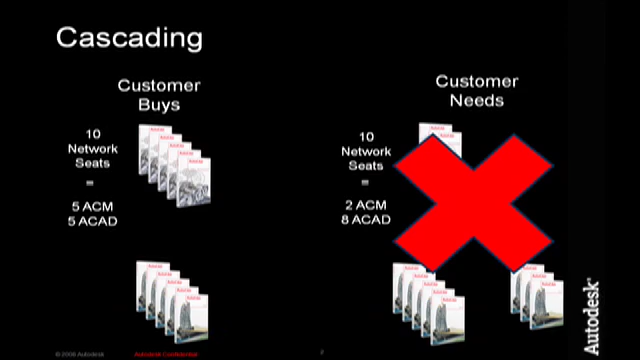 Cascading
Customer
Buys
10
Network
Seats
=
5 ACM
5 ACAD
Customer
Needs
10
Network
Seats
=
2 ACM
8 ACAD
Autodesk®
© 2006 Autodesk
Autodesk Confidential
2